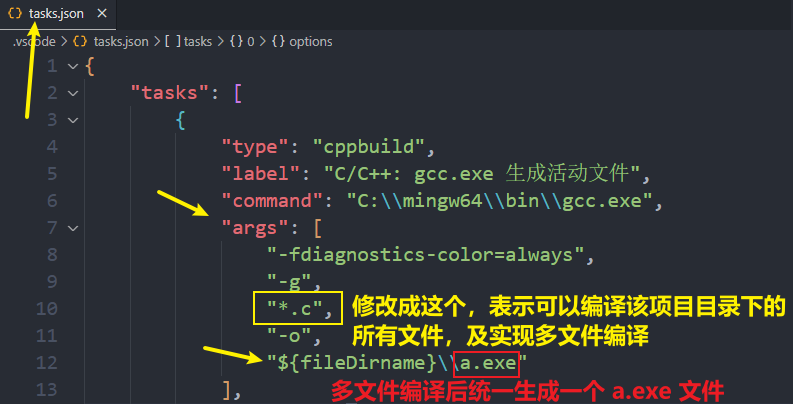 tasks.json
.vscode > tasks.json > [ ] tasks > { } 0 > { } options
1 {
2 "tasks": [
3 {
4 "type": "cppbuild",
5 "label": "C/C++: gcc.exe 生成活动文件",
6 "command": "C:\\mingw64\\bin\\gcc.exe",
7 "args": [
8 "-fdiagnostics-color=always",
9 "-g",
10 "*.c", 修改成这个，表示可以编译该项目目录下的
11 "-o", 所有文件，及实现多文件编译
12 "${fileDirname}\\a.exe"
13 ], 多文件编译后统一生成一个 a.exe 文件